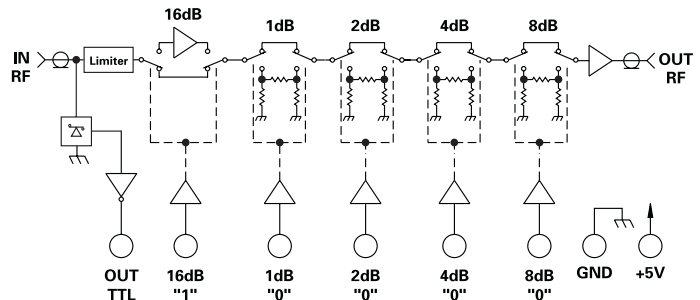 16dB 1dB 2dB 4dB 8dB
IN
RF
Limiter
OUT
RF
OUT
TTL
16dB
"1"
1dB
"0"
2dB
"0"
4dB
"0"
8dB
"0"
GND
+5V